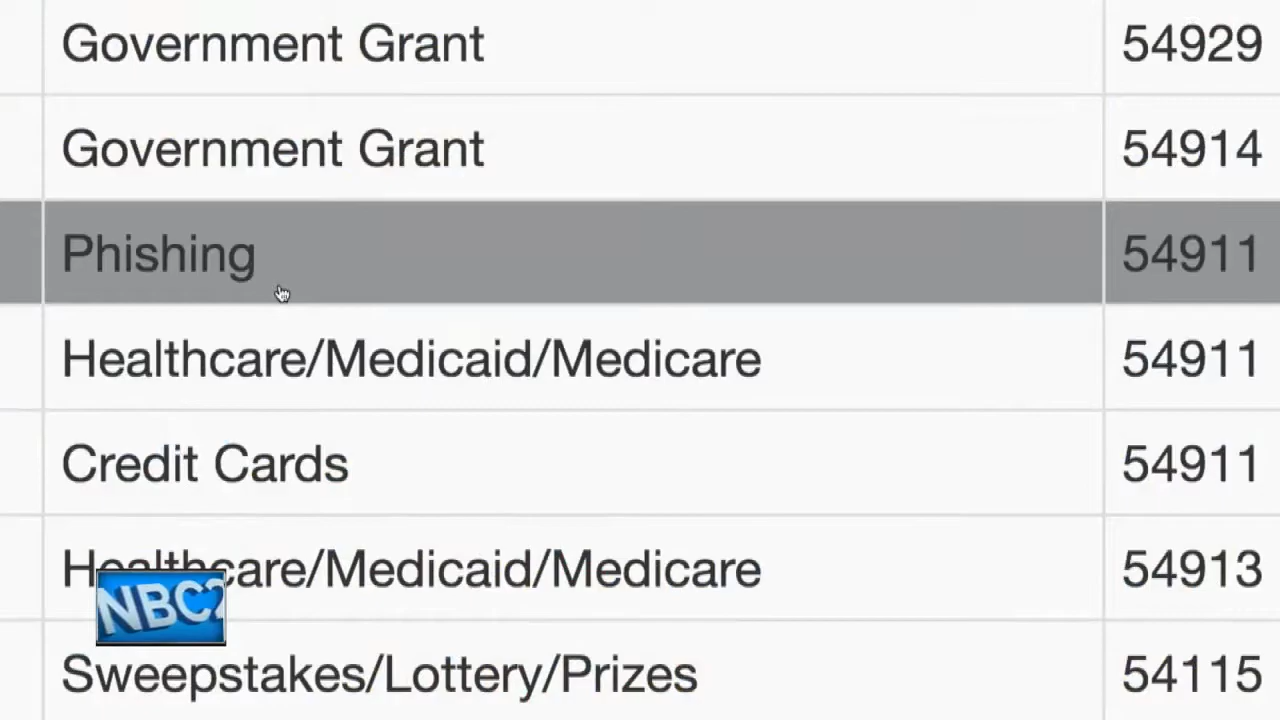 Government Grant 54929
Government Grant 54914
Phishing 54911
Healthcare/Medicaid/Medicare 54911
Credit Cards 54911
Healthcare/Medicaid/Medicare 54913
NBC2
Sweepstakes/Lottery/Prizes 54115